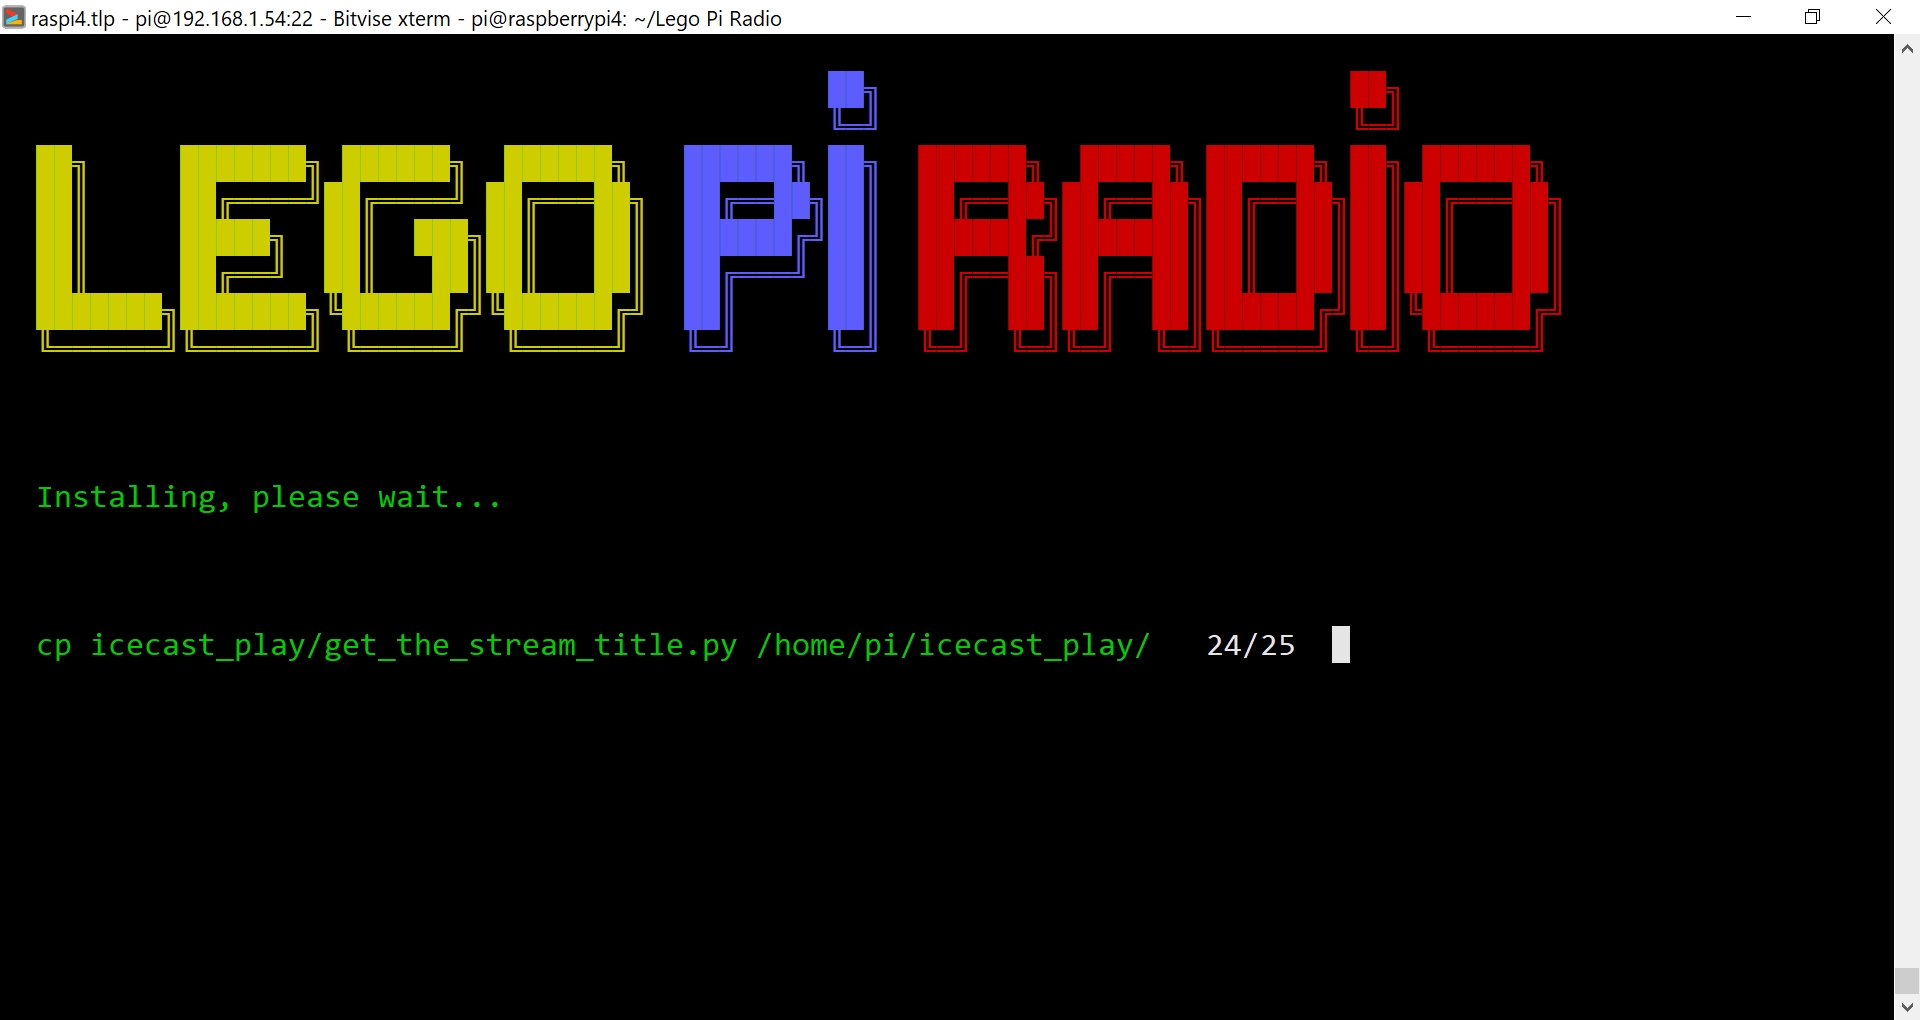 raspi4.tlp - pi@192.168.1.54:22 - Bitvise xterm - pi@raspberrypi4: ~/Lego Pi Radio
LEGO Pi RADiO
Installing, please wait...
cp icecast_play/get_the_stream_title.py /home/pi/icecast_play/ 24/25